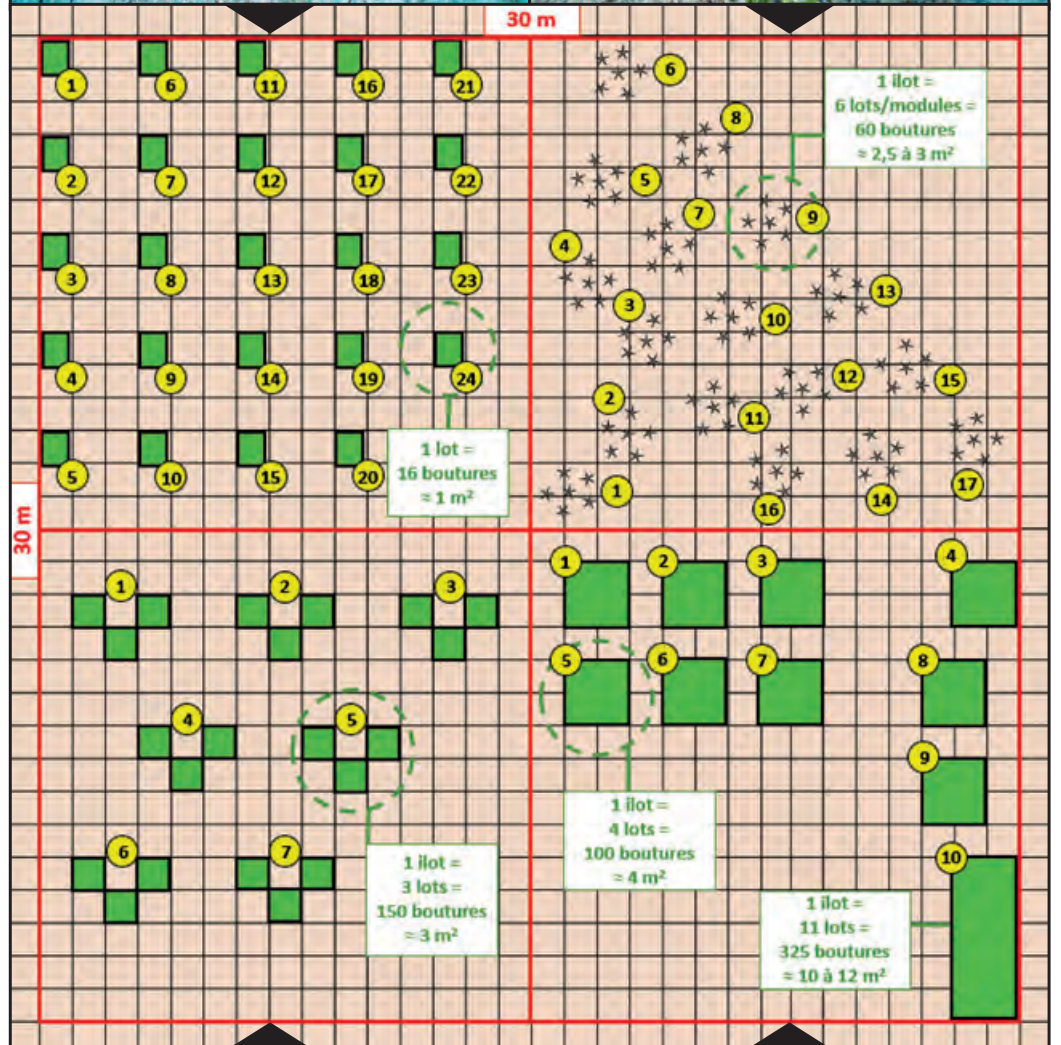 30 m
1
6
11
16
21
2
7
12
17
22
3
8
13
18
23
4
9
14
19
24
5
10
15
20
1 lot =
16 boutures
≈ 1 m²
6
8
5
7
9
4
3
10
13
2
11
12
15
1
16
14
17
1 ilot =
6 lots/modules =
60 boutures
≈ 2,5 à 3 m²
30 m
1
2
3
4
5
6
7
1 ilot =
3 lots =
150 boutures
≈ 3 m²
1
2
3
4
5
6
7
8
9
10
1 ilot =
4 lots =
100 boutures
≈ 4 m²
1 ilot =
11 lots =
325 boutures
≈ 10 à 12 m²